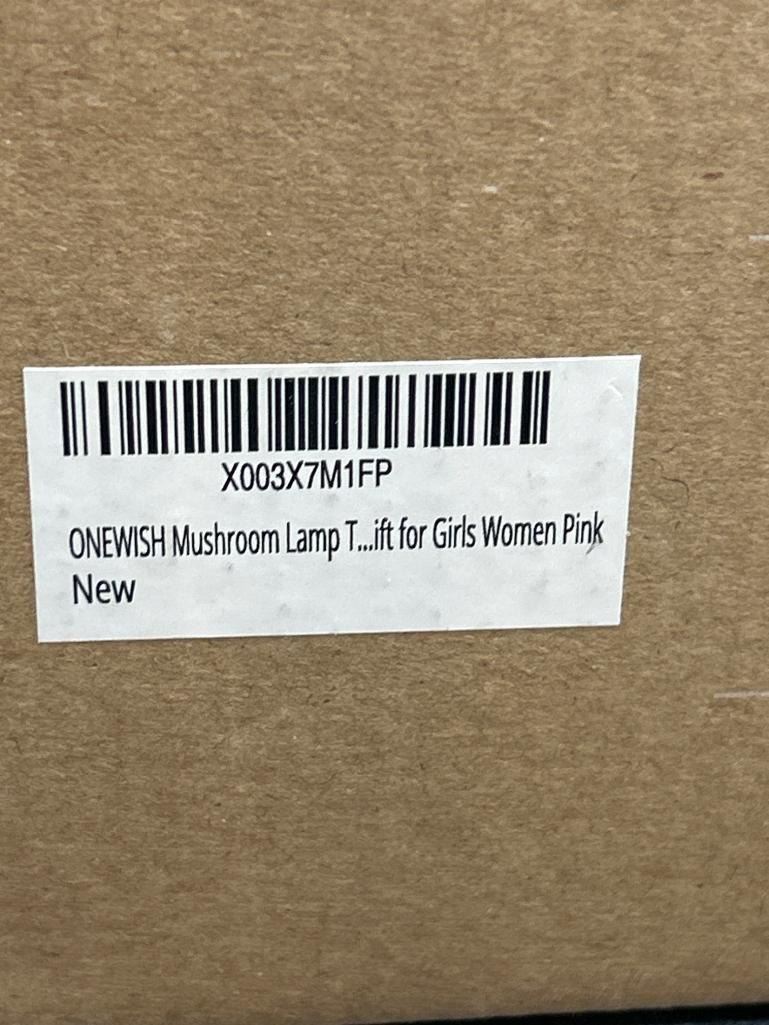 X003X7M1FP
ONEWISH Mushroom Lamp T...ift for Girls Women Pink
New